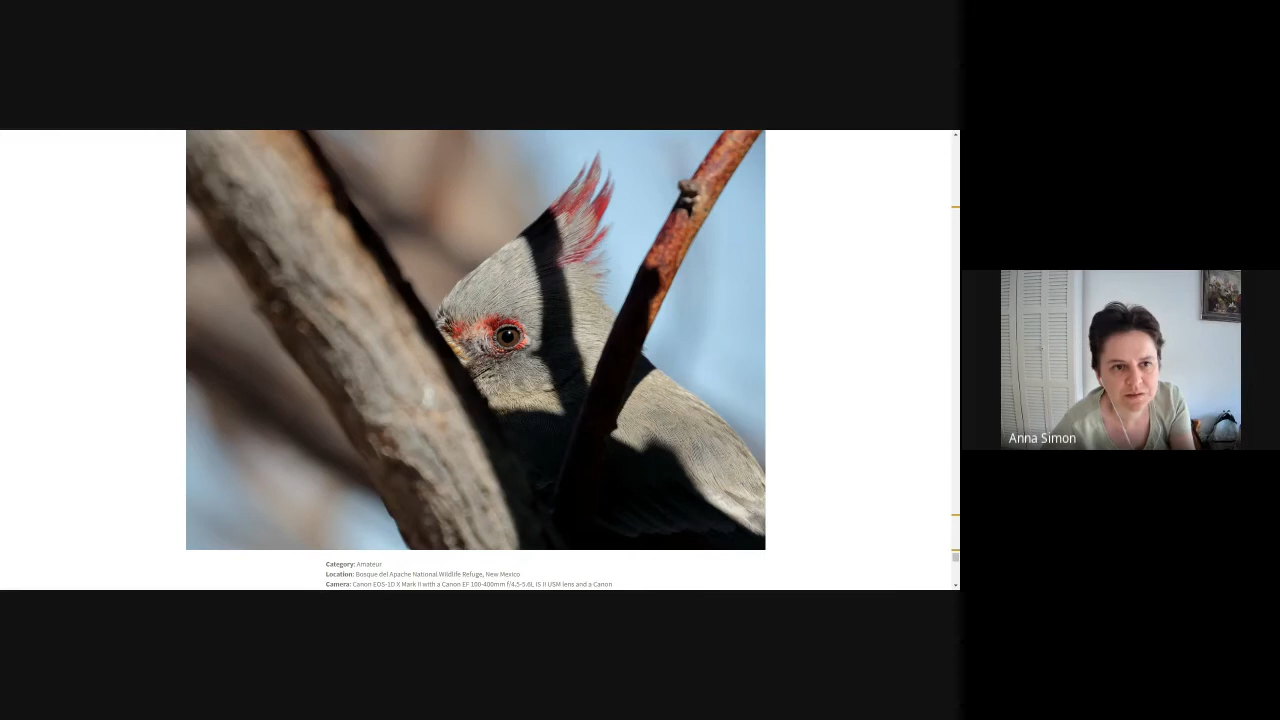 Category: Amateur
Location: Bosque del Apache National Wildlife Refuge, New Mexico
Camera: Canon EOS-1D X Mark II with a Canon EF 100-400mm f/4.5-5.6L IS II USM lens and a Canon
Anna Simon